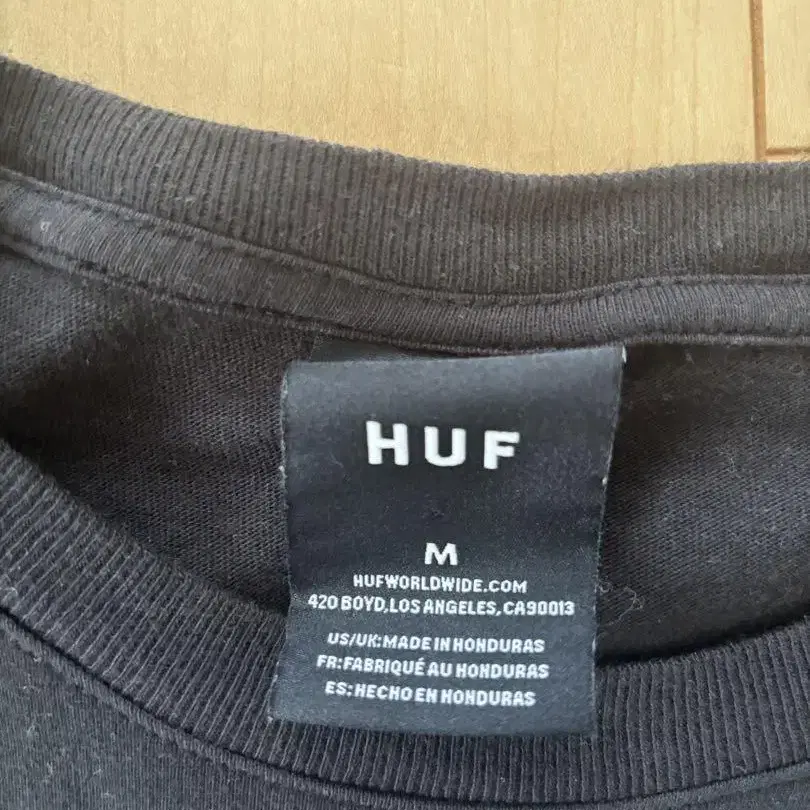 HUF
M
HUFWORLDWIDE.COM
420 BOYD,LOS ANGELES,CA90013
US/UK:MADE IN HONDURAS
FR:FABRIQUÉ AU HONDURAS
ES:HECHO EN HONDURAS